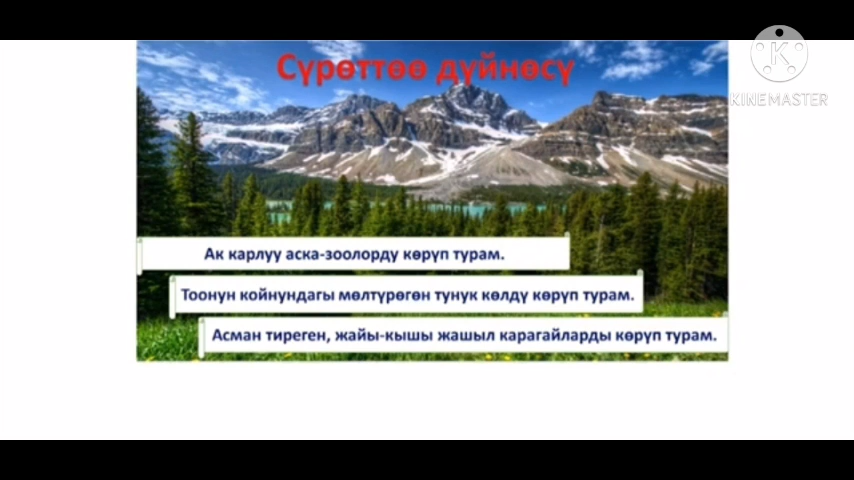 Сүрөттөө дүйнөсү
KINEMASTER
Ак карлуу аска-зоолорду көрүп турам.
Тоонун койнундагы мөлтүрөгөн тунук көлдү көрүп турам.
Асман тиреген, жайы-кышы жашыл карагайларды көрүп турам.